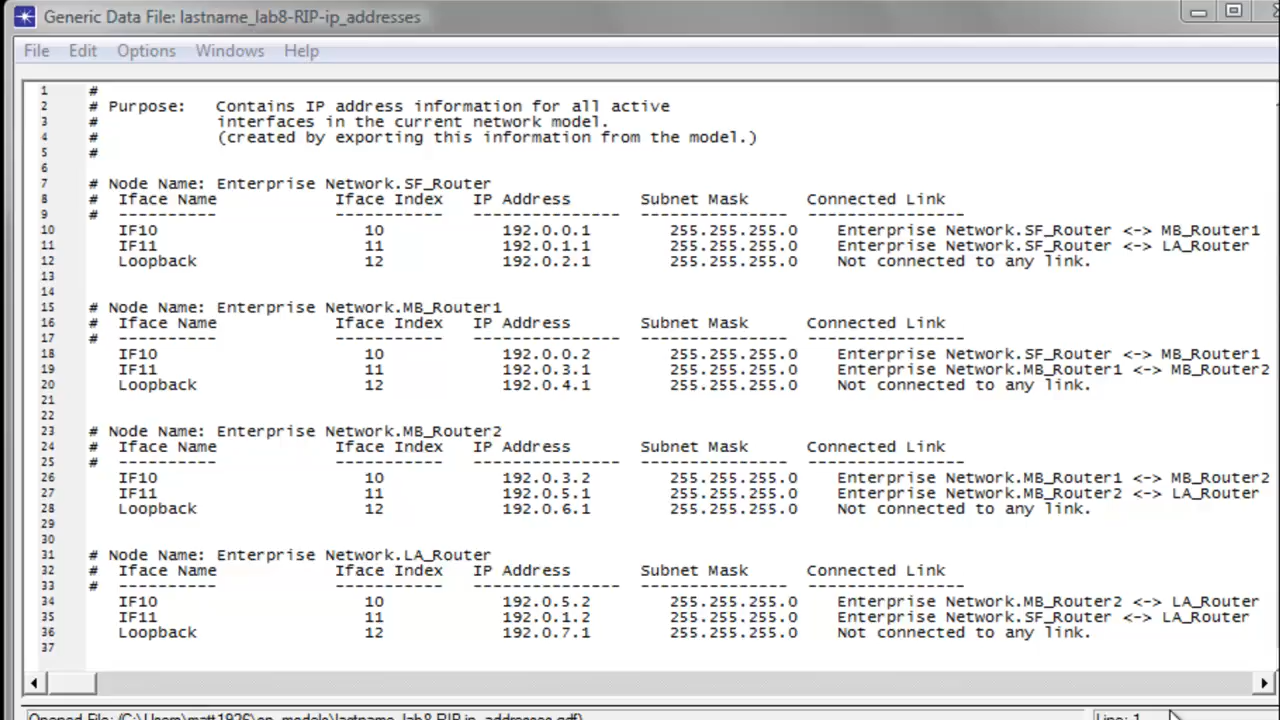 Generic Data File: lastname_lab8-RIP-ip_addresses
File Edit Options Windows Help
1 #
2 # Purpose: Contains IP address information for all active
3 # interfaces in the current network model.
4 # (created by exporting this information from the model.)
5 #
6
7 # Node Name: Enterprise Network.SF_Router
8 # Iface Name Iface Index IP Address Subnet Mask Connected Link
9 # ---------- ----------- --------------- --------------- ----------------
10 IF10 10 192.0.0.1 255.255.255.0 Enterprise Network.SF_Router <-> MB_Router1
11 IF11 11 192.0.1.1 255.255.255.0 Enterprise Network.SF_Router <-> LA_Router
12 Loopback 12 192.0.2.1 255.255.255.0 Not connected to any link.
13
14
15 # Node Name: Enterprise Network.MB_Router1
16 # Iface Name Iface Index IP Address Subnet Mask Connected Link
17 # ---------- ----------- --------------- --------------- ----------------
18 IF10 10 192.0.0.2 255.255.255.0 Enterprise Network.SF_Router <-> MB_Router1
19 IF11 11 192.0.3.1 255.255.255.0 Enterprise Network.MB_Router1 <-> MB_Router2
20 Loopback 12 192.0.4.1 255.255.255.0 Not connected to any link.
21
22
23 # Node Name: Enterprise Network.MB_Router2
24 # Iface Name Iface Index IP Address Subnet Mask Connected Link
25 # ---------- ----------- --------------- --------------- ----------------
26 IF10 10 192.0.3.2 255.255.255.0 Enterprise Network.MB_Router1 <-> MB_Router2
27 IF11 11 192.0.5.1 255.255.255.0 Enterprise Network.MB_Router2 <-> LA_Router
28 Loopback 12 192.0.6.1 255.255.255.0 Not connected to any link.
29
30
31 # Node Name: Enterprise Network.LA_Router
32 # Iface Name Iface Index IP Address Subnet Mask Connected Link
33 # ---------- ----------- --------------- --------------- ----------------
34 IF10 10 192.0.5.2 255.255.255.0 Enterprise Network.MB_Router2 <-> LA_Router
35 IF11 11 192.0.1.2 255.255.255.0 Enterprise Network.SF_Router <-> LA_Router
36 Loopback 12 192.0.7.1 255.255.255.0 Not connected to any link.
37
Opened File: (C:\Users\matt1926\op_models\lastname_lab8-RIP-ip_addresses.gdf) Line: 1